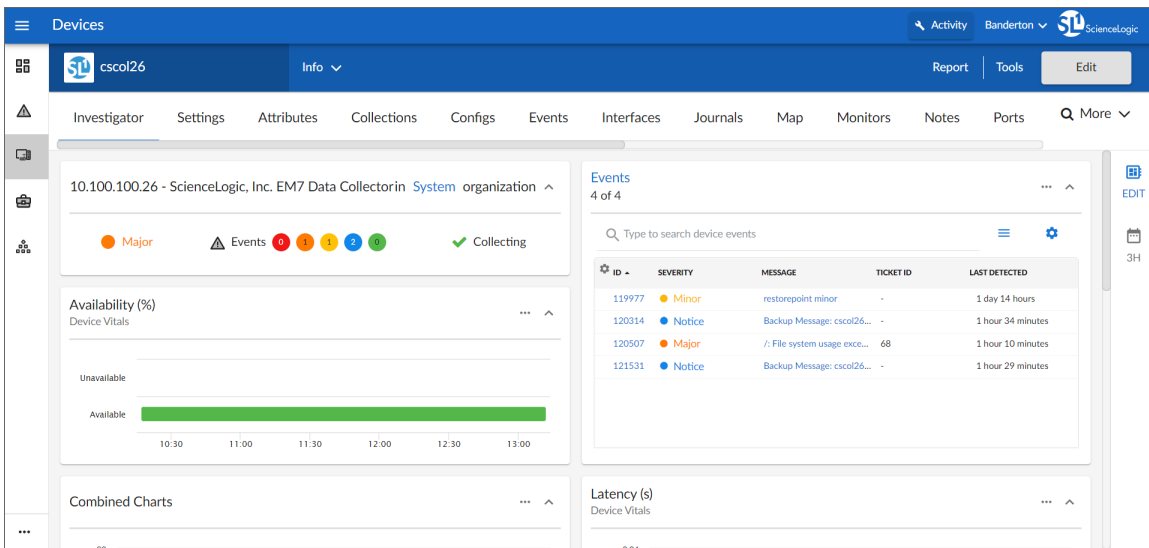 Devices
Activity
Banderton
SL1 ScienceLogic
SL1 cscol26
Info
Report
Tools
Edit
Investigator Settings Attributes Collections Configs Events Interfaces Journals Map Monitors Notes Ports More
10.100.100.26 - ScienceLogic, Inc. EM7 Data Collectorin System organization
Major
Events 0 1 1 2 0
Collecting
Availability (%)
Device Vitals
Unavailable
Available
10:30 11:00 11:30 12:00 12:30 13:00
Combined Charts
Events
4 of 4
Type to search device events
ID SEVERITY MESSAGE TICKET ID LAST DETECTED
119977 Minor restorepoint minor - 1 day 14 hours
120314 Notice Backup Message: cscol26... - 1 hour 34 minutes
120507 Major /: File system usage exce... 68 1 hour 10 minutes
121531 Notice Backup Message: cscol26... - 1 hour 29 minutes
Latency (s)
Device Vitals
EDIT
3H